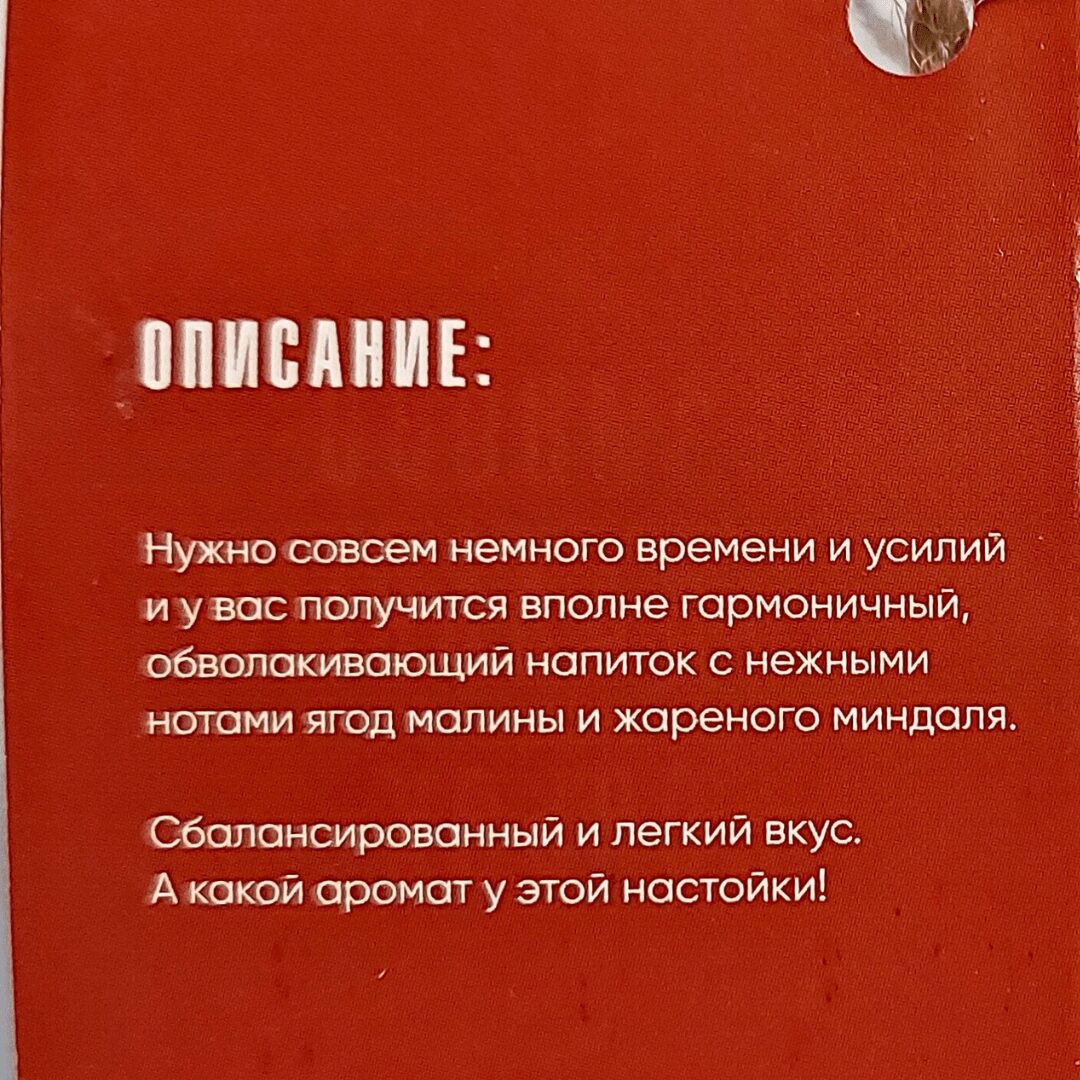 ОПИСАНИЕ:
Нужно совсем немного времени и усилий
и у вас получится вполне гармоничный,
обволакивающий напиток с нежными
нотами ягод малины и жареного миндаля.
Сбалансированный и легкий вкус.
А какой аромат у этой настойки!